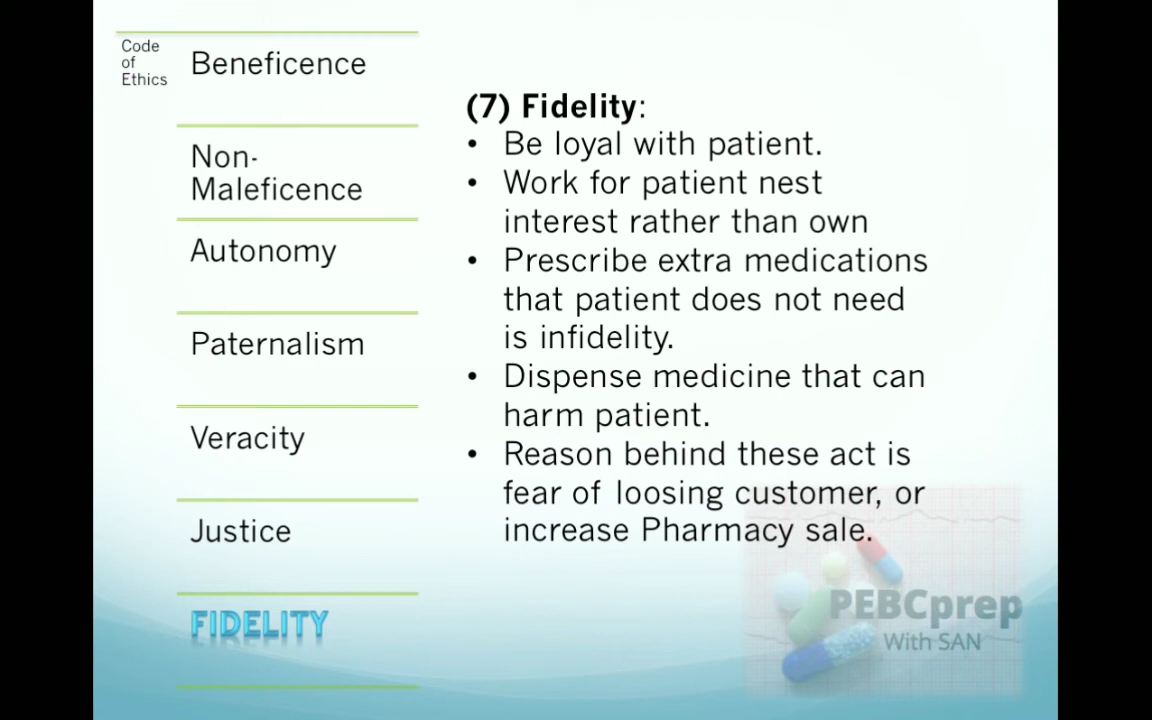 Code
of
Ethics
Beneficence
Non-
Maleficence
Autonomy
Paternalism
Veracity
Justice
FIDELITY
(7) Fidelity:
• Be loyal with patient.
• Work for patient nest
interest rather than own
• Prescribe extra medications
that patient does not need
is infidelity.
• Dispense medicine that can
harm patient.
• Reason behind these act is
fear of loosing customer, or
increase Pharmacy sale.
PEBCprep
With SAN